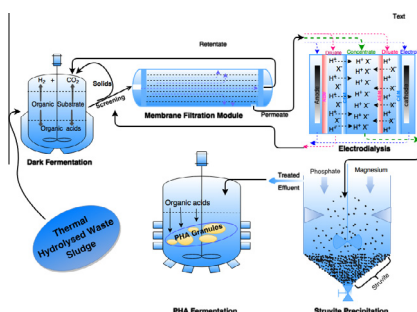 Text
H₂ + CO₂
Retentate
Solids
Screening
Organic Substrate
Organic acids
Dark Fermentation
Membrane Filtration Module
Permeate
Concentrate
Diluate
H⁺ X⁻
H⁺ X⁻
H⁺ X⁻
H⁺ X⁻
Electrodialysis
Thermal
Hydrolysed Waste
Sludge
Treated
Effluent
Organic acids
PHA Granules
PHA Fermentation
Phosphate
Magnesium
Struvite
Struvite Precipitation